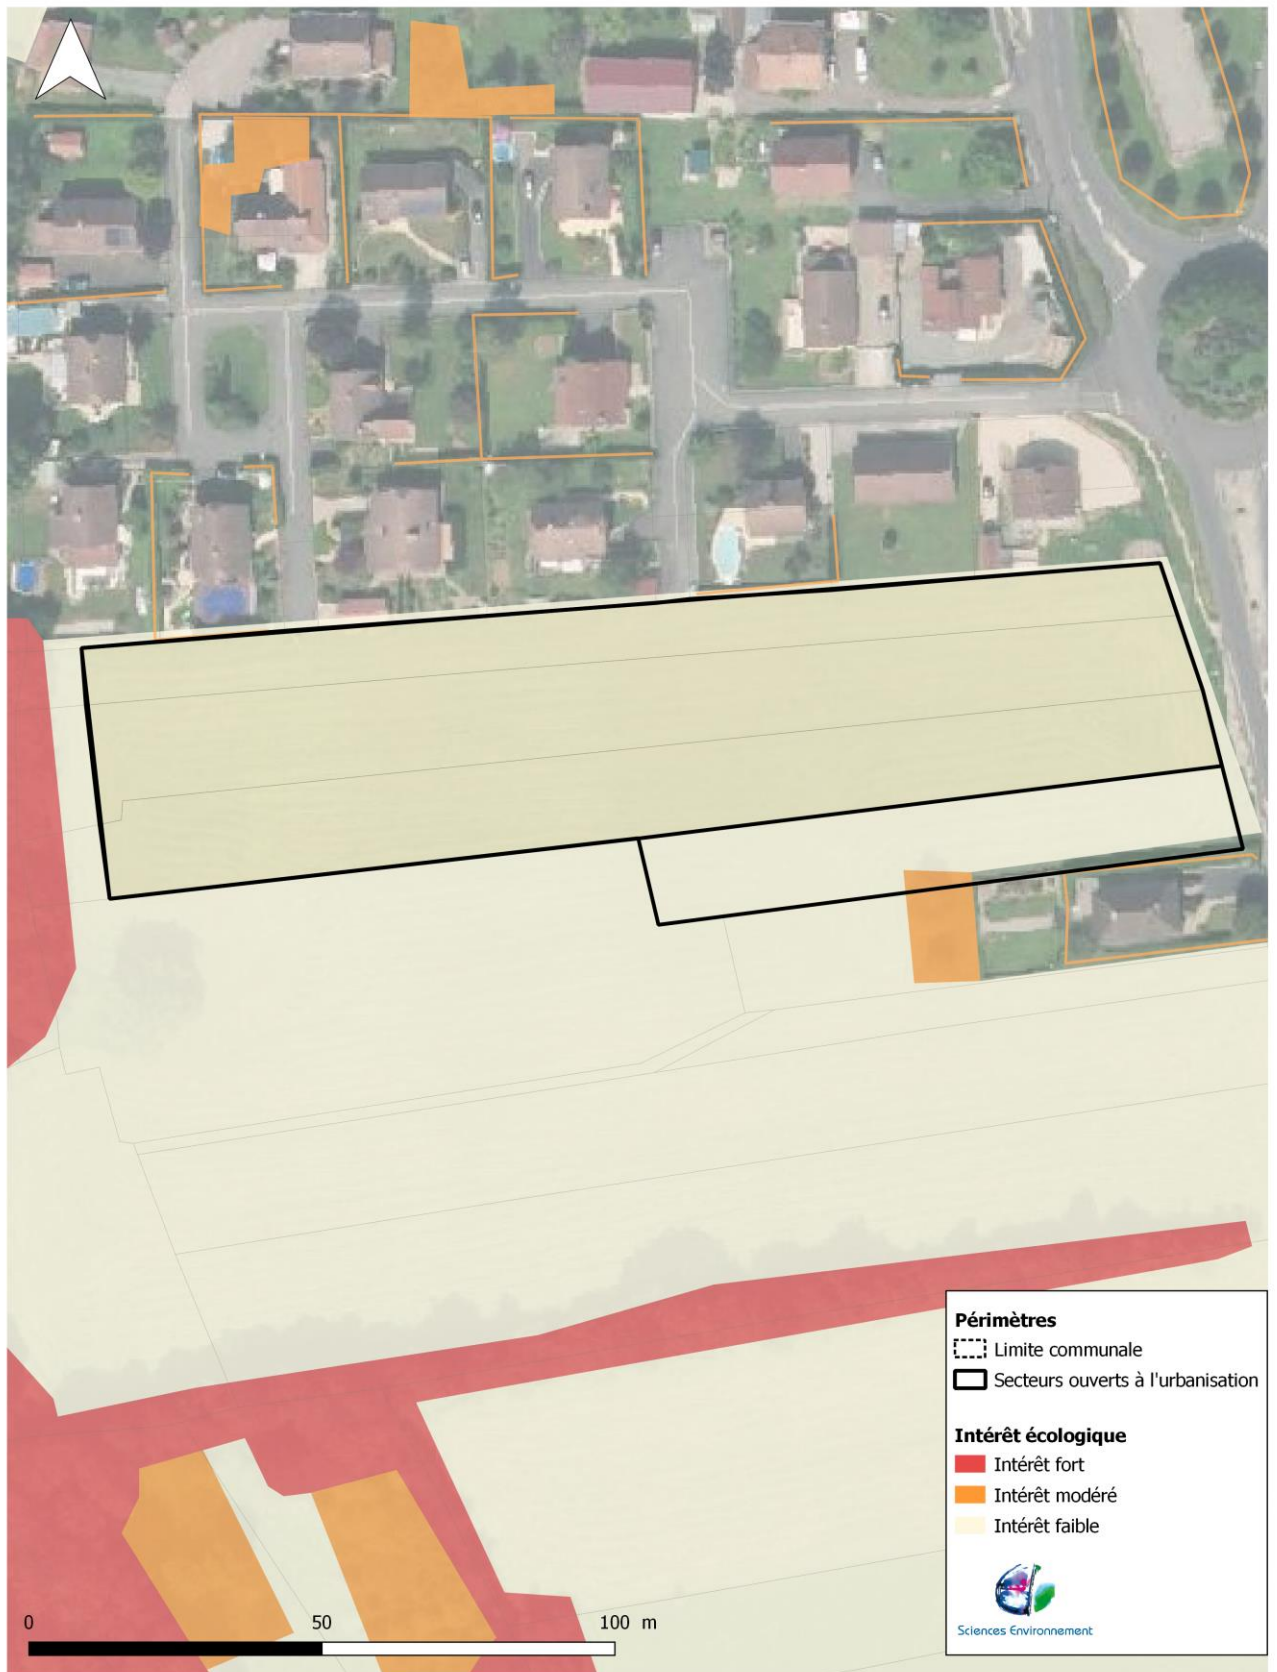 Périmètres
Limite communale
Secteurs ouverts à l'urbanisation
Intérêt écologique
Intérêt fort
Intérêt modéré
Intérêt faible
Sciences Environnement
0 50 100 m